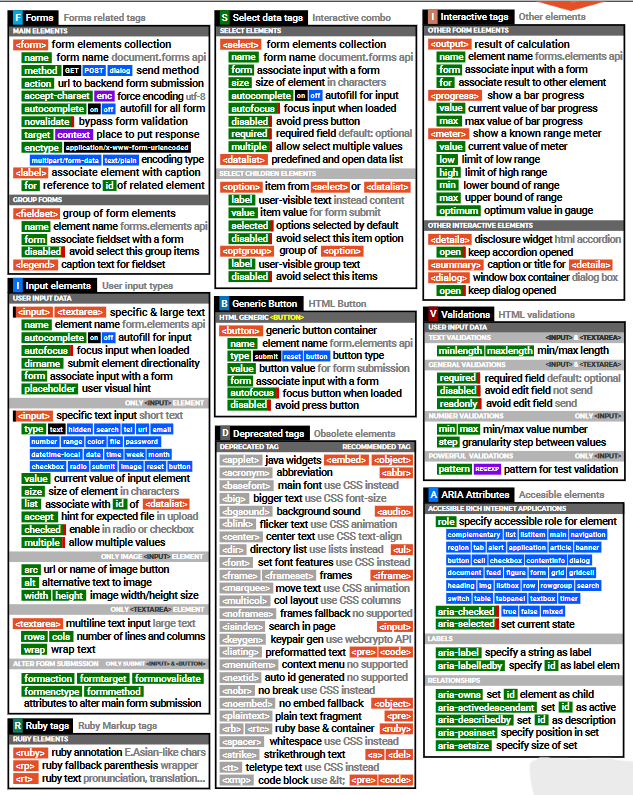 F Forms Forms related tags
MAIN ELEMENTS
<form> form elements collection
name form name document.forms api
method GET POST dialog send method
action url to backend form submission
accept-charset enc force encoding utf-8
autocomplete on off autofill for all form
novalidate bypass form validation
target context place to put response
enctype application/x-www-form-urlencoded
multipart/form-data text/plain encoding type
<label> associate element with caption
for reference to id of related element
GROUP FORMS
<fieldset> group of form elements
name element name forms.elements api
form associate fieldset with a form
disabled avoid select this group items
<legend> caption text for fieldset
I Input elements User input types
USER INPUT DATA
<input> <textarea> specific & large text
name element name form.elements api
autocomplete on off autofill for input
autofocus focus input when loaded
dirname submit element directionality
form associate input with a form
placeholder user visual hint
ONLY <INPUT> ELEMENT
<input> specific text input short text
type text hidden search tel url email
number range color file password
datetime-local date time week month
checkbox radio submit image reset button
value current value of input element
size size of element in characters
list associate with id of <datalist>
accept hint for expected file in upload
checked enable in radio or checkbox
multiple allow multiple values
ONLY IMAGE <INPUT> ELEMENT
src url or name of image button
alt alternative text to image
width height image width/height size
ONLY <TEXTAREA> ELEMENT
<textarea> multiline text input large text
rows cols number of lines and columns
wrap wrap text
ALTER FORM SUBMISSION ONLY SUBMIT <INPUT> & <BUTTON>
formaction formtarget formnovalidate
formenctype formmethod
attributes to alter main form submission
R Ruby tags Ruby Markup tags
RUBY ELEMENTS
<ruby> ruby annotation E.Asian-like chars
<rp> ruby fallback parenthesis wrapper
<rt> ruby text pronunciation, translation...
S Select data tags Interactive combo
SELECT ELEMENTS
<select> form elements collection
name form name document.forms api
form associate input with a form
size size of element in characters
autocomplete on off autofill for input
autofocus focus input when loaded
disabled avoid press button
required required field default: optional
multiple allow select multiple values
<datalist> predefined and open data list
SELECT CHILDREN ELEMENTS
<option> item from <select> or <datalist>
label user-visible text instead content
value item value for form submit
selected options selected by default
disabled avoid select this item option
<optgroup> group of <option>
label user-visible group text
disabled avoid select this items
B Generic Button HTML Button
HTML GENERIC <BUTTON>
<button> generic button container
name element name form.elements api
type submit reset button button type
value button value for form submission
form associate input with a form
autofocus focus button when loaded
disabled avoid press button
D Deprecated tags Obsolete elements
DEPRECATED TAG RECOMMENDED TAG
<applet> java widgets <embed> <object>
<acronym> abbreviation <abbr>
<basefont> main font use CSS instead
<big> bigger text use CSS font-size
<bgsound> background sound <audio>
<blink> flicker text use CSS animation
<center> center text use CSS text-align
<dir> directory list use lists instead <ul>
<font> set font features use CSS instead
<frame> <frameset> frames <iframe>
<marquee> move text use CSS animation
<multicol> col layout use CSS columns
<noframes> frames fallback no supported
<isindex> search in page <input>
<keygen> keypair gen use webcrypto API
<listing> preformatted text <pre> <code>
<menuitem> context menu no supported
<nextid> auto id generated no supported
<nobr> no break use CSS instead
<noembed> no embed fallback <object>
<plaintext> plain text fragment <pre>
<rb> <rtc> ruby base & container <ruby>
<spacer> whitespace use CSS instead
<strike> strikethrough text <s> <del>
<tt> teletype text use CSS instead
<xmp> code block use &lt; <pre> <code>
I Interactive tags Other elements
OTHER FORM ELEMENTS
<output> result of calculation
name element name forms.elements api
form associate input with a form
for associate result to other element
<progress> show a bar progress
value current value of bar progress
max max value of bar progress
<meter> show a known range meter
value current value of meter
low limit of low range
high limit of high range
min lower bound of range
max upper bound of range
optimum optimum value in gauge
OTHER INTERACTIVE ELEMENTS
<details> disclosure widget html accordion
open keep accordion opened
<summary> caption or title for <details>
<dialog> window box container dialog box
open keep dialog opened
V Validations HTML validations
USER INPUT DATA
TEXT VALIDATIONS <INPUT> & <TEXTAREA>
minlength maxlength min/max length
GENERAL VALIDATIONS <INPUT> & <TEXTAREA>
required required field default: optional
disabled avoid edit field not send
readonly avoid edit field send
NUMBER VALIDATIONS ONLY <INPUT>
min max min/max value number
step granularity step between values
POWERFUL VALIDATIONS ONLY <INPUT>
pattern REGEXP pattern for test validation
A ARIA Attributes Accesible elements
ACCESIBLE RICH INTERNET APPLICATIONS
role specify accessible role for element
complementary list listitem main navigation
region tab alert application article banner
button cell checkbox contentinfo dialog
document feed figure form grid gridcell
heading img listbox row rowgroup search
switch table tabpanel textbox timer
aria-checked true false mixed
aria-selected set current state
LABELS
aria-label specify a string as label
aria-labelledby specify id as label elem
RELATIONSHIPS
aria-owns set id element as child
aria-activedescendant set id as active
aria-describedby set id as description
aria-posinset specify position in set
aria-setsize specify size of set